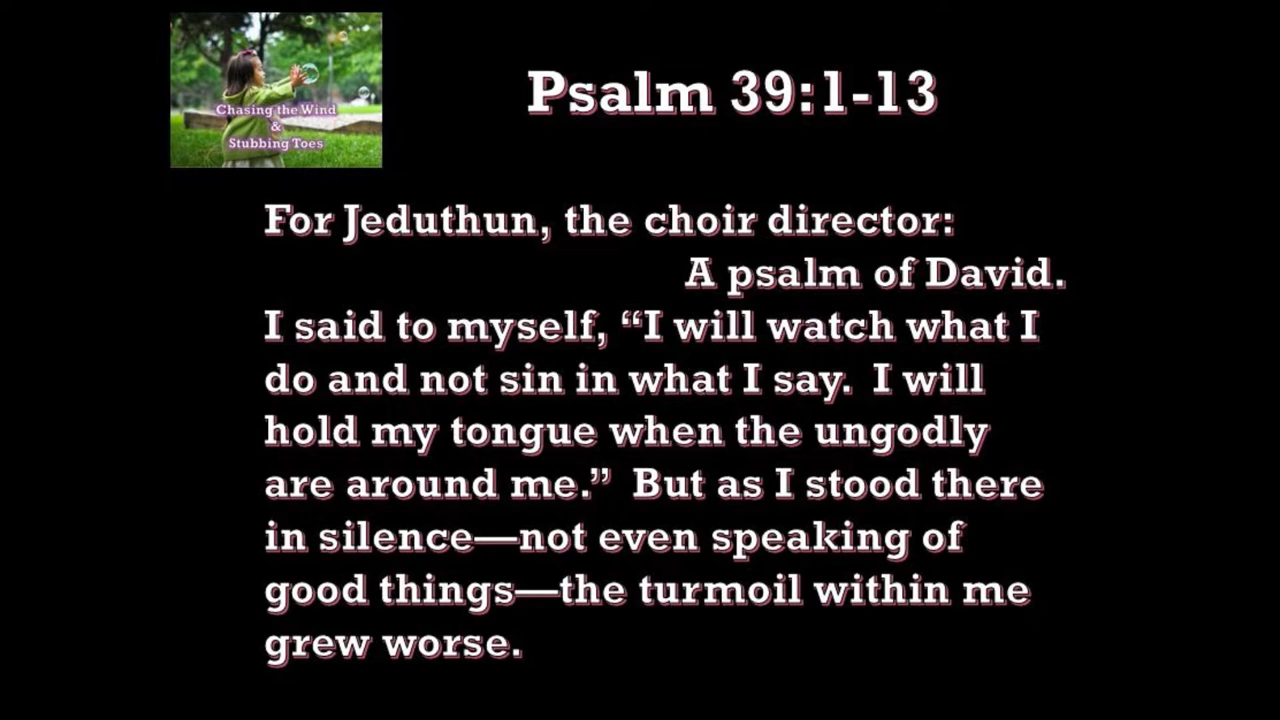 Chasing the Wind
&
Stubbing Toes
Psalm 39:1-13
For Jeduthun, the choir director:
A psalm of David.
I said to myself, “I will watch what I
do and not sin in what I say.  I will
hold my tongue when the ungodly
are around me.”  But as I stood there
in silence—not even speaking of
good things—the turmoil within me
grew worse.